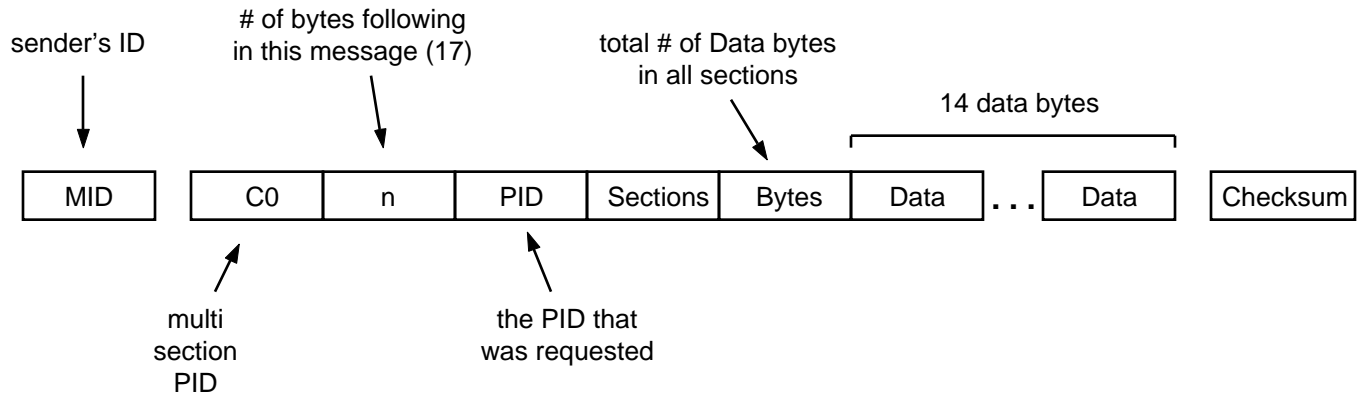 # of bytes following
in this message (17)
sender's ID
total # of Data bytes
in all sections
14 data bytes
MID C0 n PID Sections Bytes Data . . . Data Checksum
multi
section
PID
the PID that
was requested